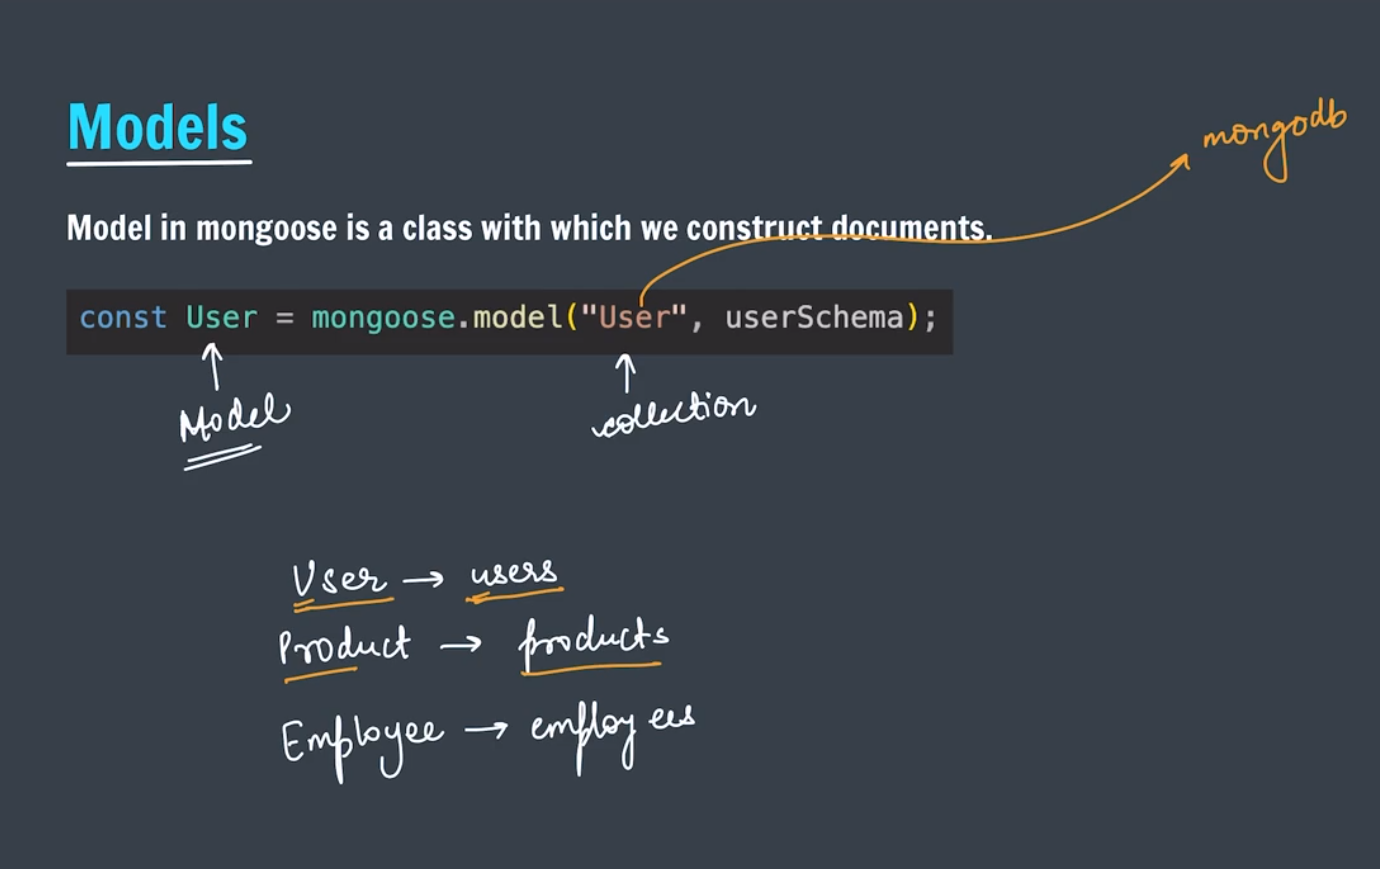 Models
mongodb
Model in mongoose is a class with which we construct documents.
const User = mongoose.model("User", userSchema);
Model
collection
User → users
Product → products
Employee → employees